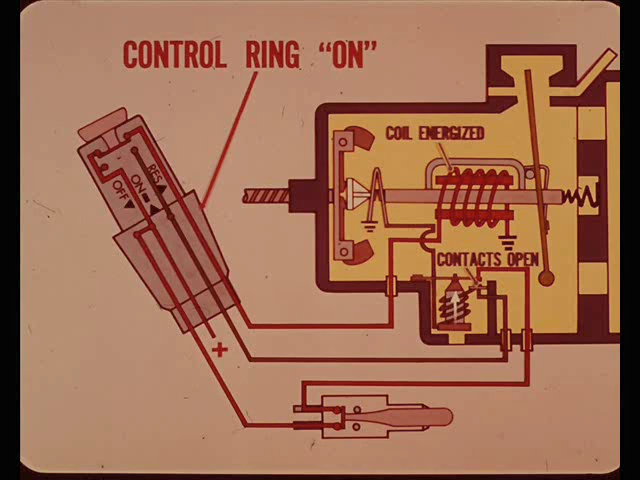 CONTROL RING "ON"
COIL ENERGIZED
RES.
ON
OFF
CONTACTS OPEN
+